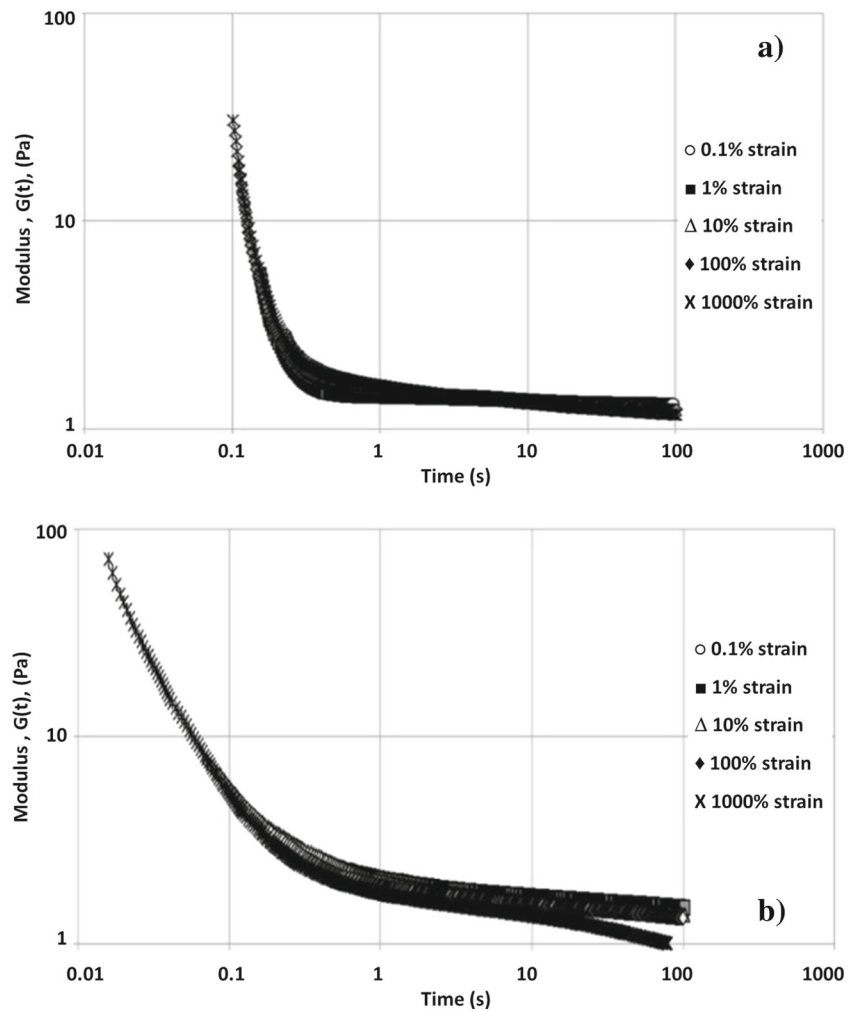 100
a)
○ 0.1% strain
■ 1% strain
10
△ 10% strain
♦ 100% strain
X 1000% strain
1
0.01 0.1 1 10 100 1000
Time (s)
Modulus , G(t), (Pa)
100
○ 0.1% strain
■ 1% strain
10
△ 10% strain
♦ 100% strain
X 1000% strain
b)
1
0.01 0.1 1 10 100 1000
Time (s)
Modulus , G(t), (Pa)